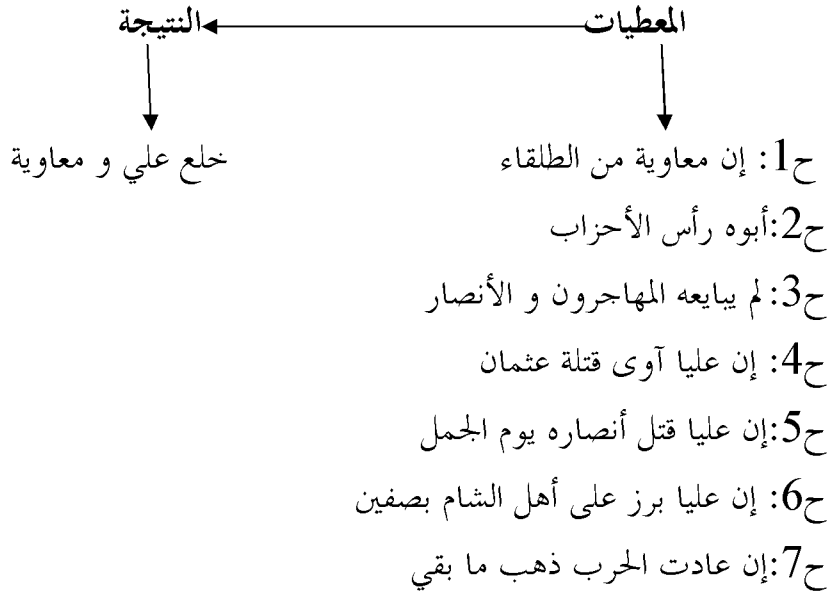 المعطيات النتيجة
ح1: إن معاوية من الطلقاء خلع علي و معاوية
ح2:أبوه رأس الأحزاب
ح3: لم يبايعه المهاجرون و الأنصار
ح4: إن عليا آوى قتلة عثمان
ح5:إن عليا قتل أنصاره يوم الجمل
ح6: إن عليا برز على أهل الشام بصفين
ح7:إن عادت الحرب ذهب ما بقي